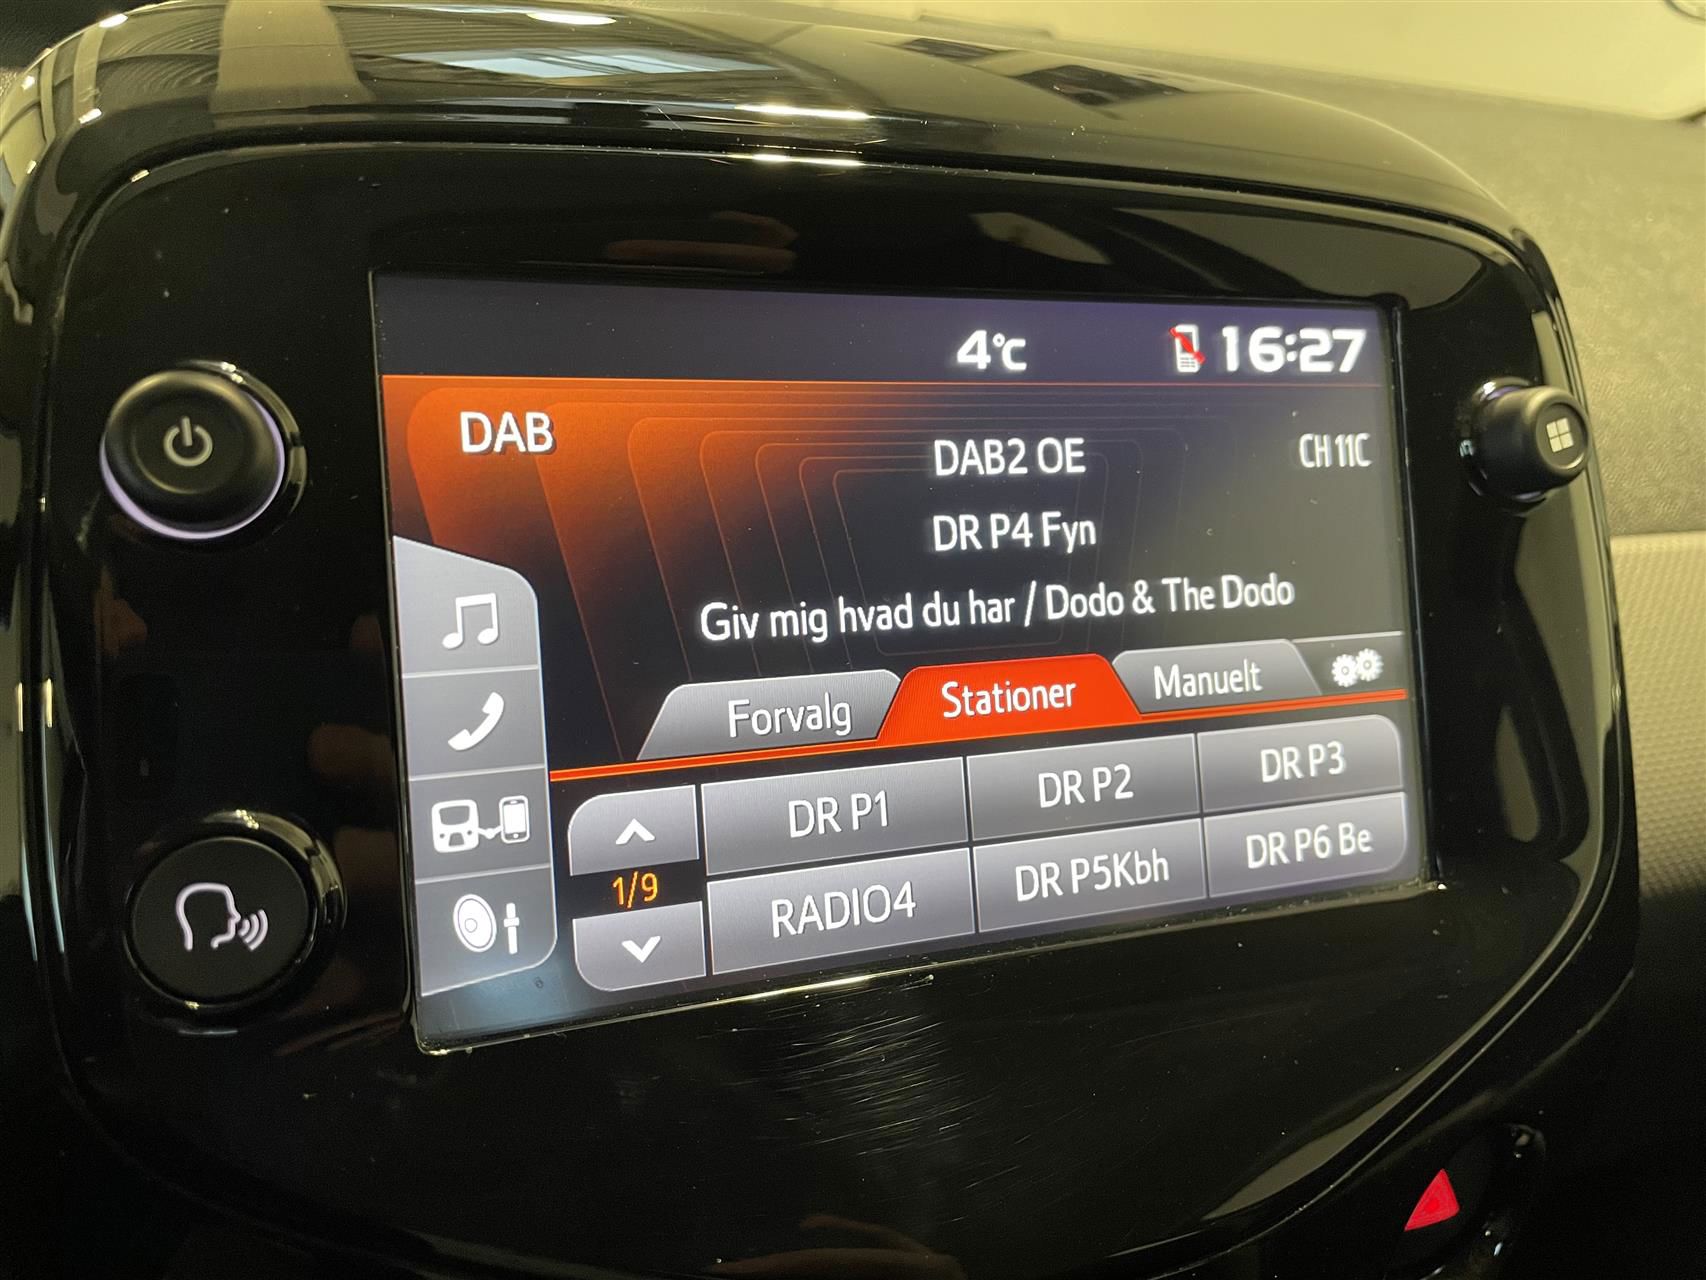 4°C 16:27
DAB
DAB2 OE
CH 11C
DR P4 Fyn
Giv mig hvad du har / Dodo & The Dodo
Forvalg Stationer Manuelt
DR P1 DR P2 DR P3
1/9
RADIO4 DR P5Kbh DR P6 Be